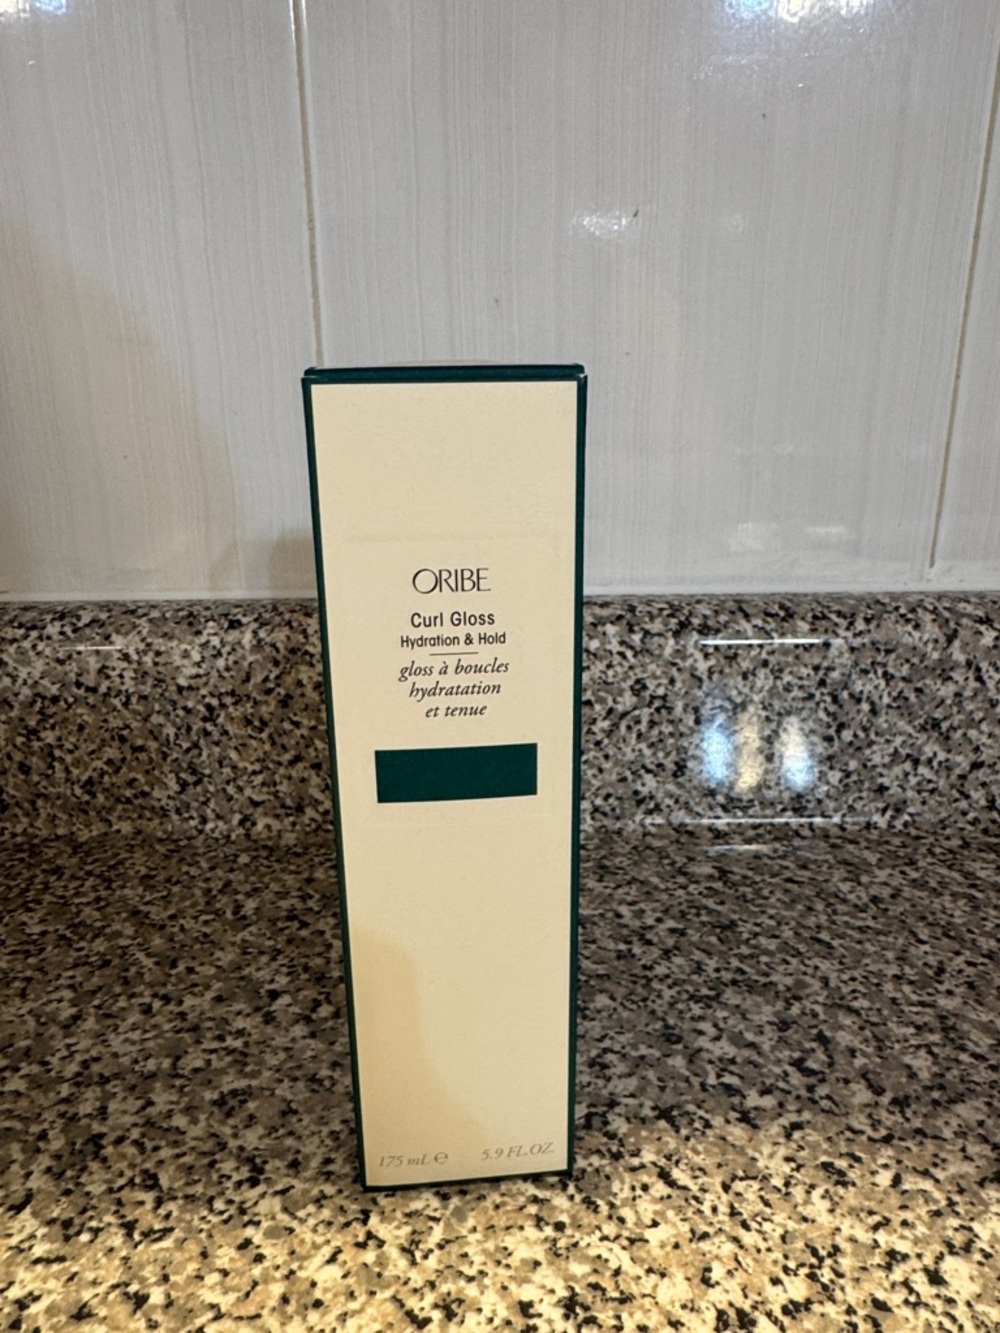 ORIBE
Curl Gloss
Hydration & Hold
gloss à boucles
hydratation
et tenue
175 mL ℮ 5.9 FL.OZ.